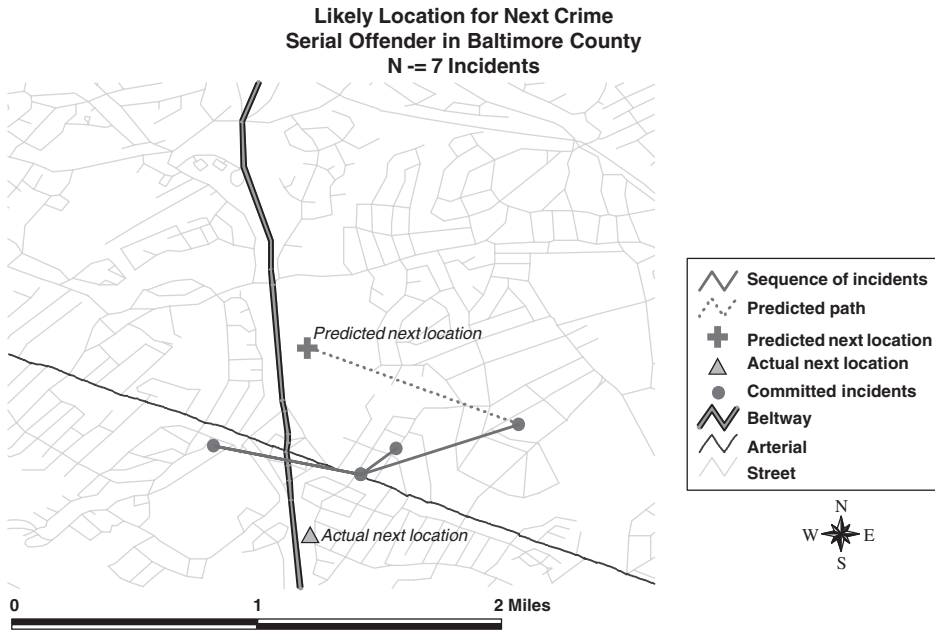 Likely Location for Next Crime
Serial Offender in Baltimore County
N -= 7 Incidents
Predicted next location
Actual next location
Sequence of incidents
Predicted path
Predicted next location
Actual next location
Committed incidents
Beltway
Arterial
Street
N
W E
S
0 1 2 Miles